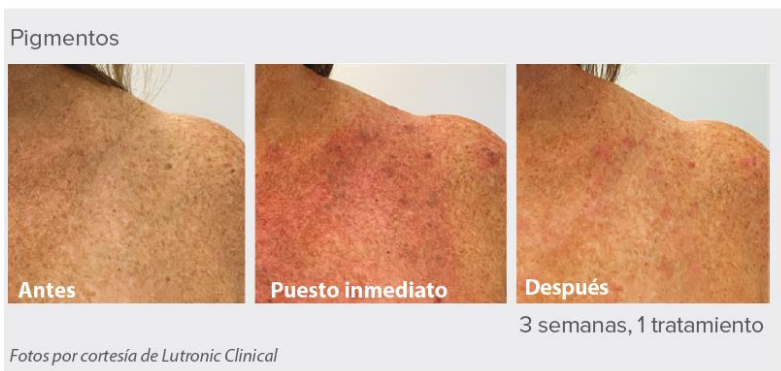 Pigmentos
Antes
Puesto inmediato
Después
3 semanas, 1 tratamiento
Fotos por cortesía de Lutronic Clinical